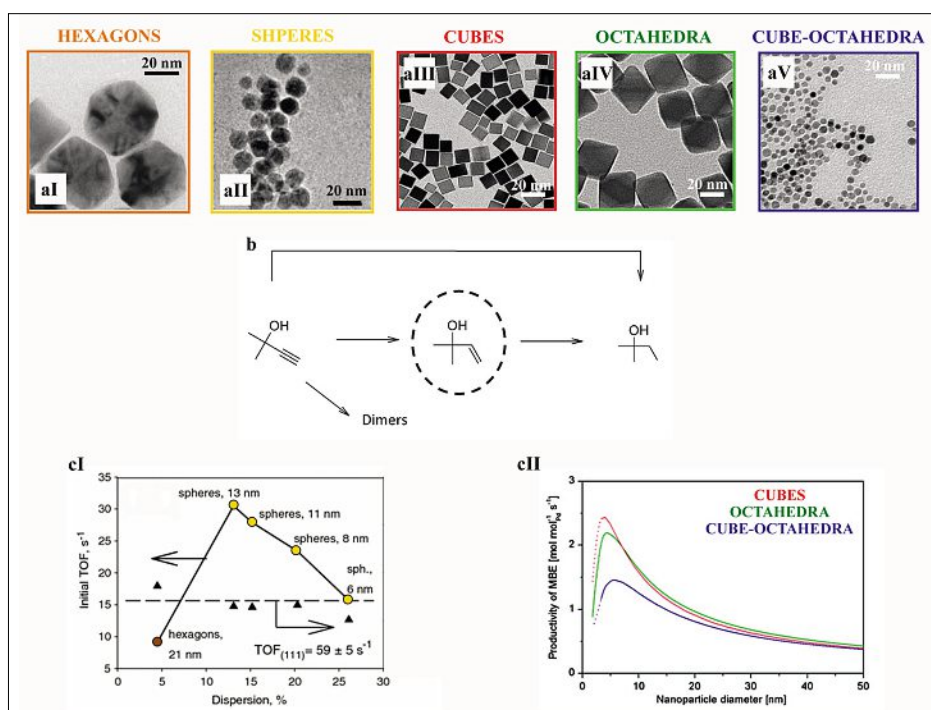 HEXAGONS
SHPERES
CUBES
OCTAHEDRA
CUBE-OCTAHEDRA
20 nm
aI
aII
20 nm
aIII
20 nm
aIV
20 nm
aV
20 nm
b
OH
OH
OH
Dimers
cI
Initial TOF, s⁻¹
35
30
25
20
15
10
5
spheres, 13 nm
spheres, 11 nm
spheres, 8 nm
sph.,
6 nm
hexagons,
21 nm
TOF(111)= 59 ± 5 s⁻¹
0
5
10
15
20
25
30
Dispersion, %
cII
CUBES
OCTAHEDRA
CUBE-OCTAHEDRA
Productivity of MBE [mol mol⁻¹Pd s⁻¹]
3
2
1
0
0
10
20
30
40
50
Nanoparticle diameter [nm]